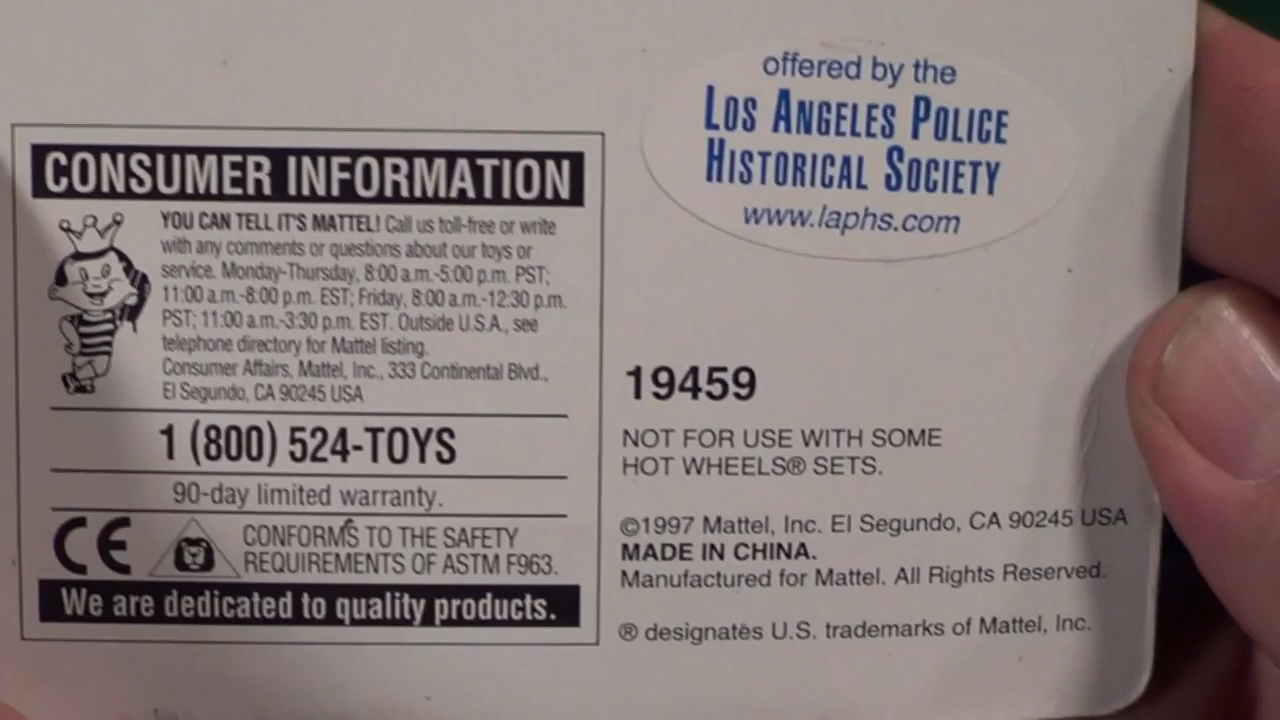 offered by the
LOS ANGELES POLICE
HISTORICAL SOCIETY
www.laphs.com
CONSUMER INFORMATION
YOU CAN TELL IT'S MATTEL! Call us toll-free or write
with any comments or questions about our toys or
service. Monday-Thursday, 8:00 a.m.-5:00 p.m. PST;
11:00 a.m.-8:00 p.m. EST; Friday, 8:00 a.m.-12:30 p.m.
PST; 11:00 a.m.-3:30 p.m. EST. Outside U.S.A., see
telephone directory for Mattel listing.
Consumer Affairs, Mattel, Inc., 333 Continental Blvd.,
El Segundo, CA 90245 USA
1 (800) 524-TOYS
90-day limited warranty.
CE
CONFORMS TO THE SAFETY
REQUIREMENTS OF ASTM F963.
We are dedicated to quality products.
19459
NOT FOR USE WITH SOME
HOT WHEELS® SETS.
©1997 Mattel, Inc. El Segundo, CA 90245 USA
MADE IN CHINA.
Manufactured for Mattel. All Rights Reserved.
® designates U.S. trademarks of Mattel, Inc.